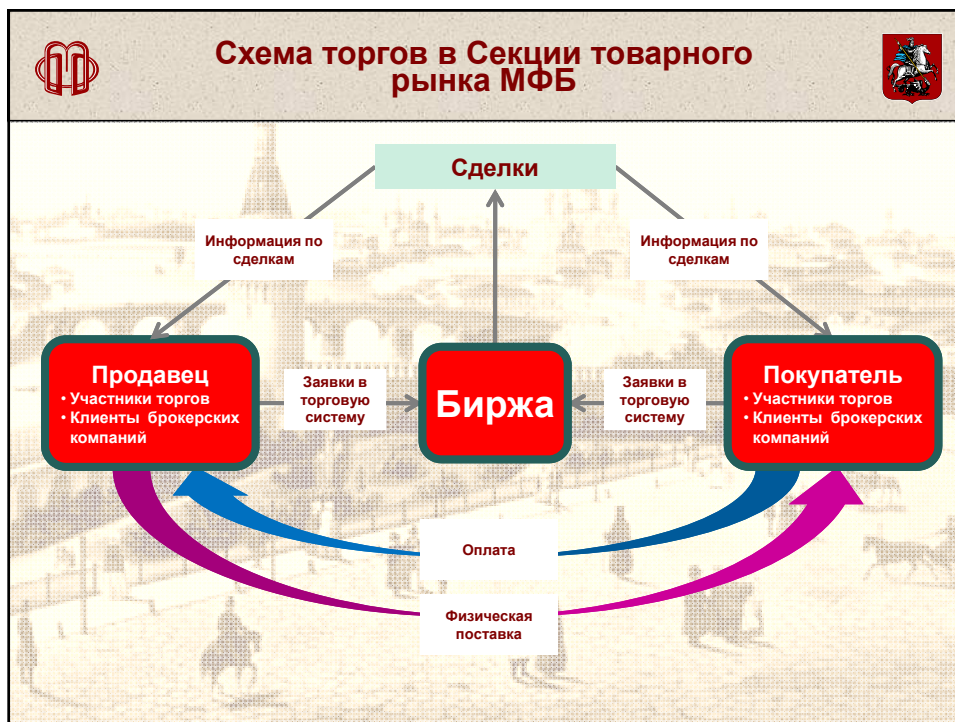 Схема торгов в Секции товарного
рынка МФБ
Сделки
Информация по
сделкам
Информация по
сделкам
Продавец
• Участники торгов
• Клиенты брокерских
компаний
Заявки в
торговую
систему
Биржа
Заявки в
торговую
систему
Покупатель
• Участники торгов
• Клиенты брокерских
компаний
Оплата
Физическая
поставка